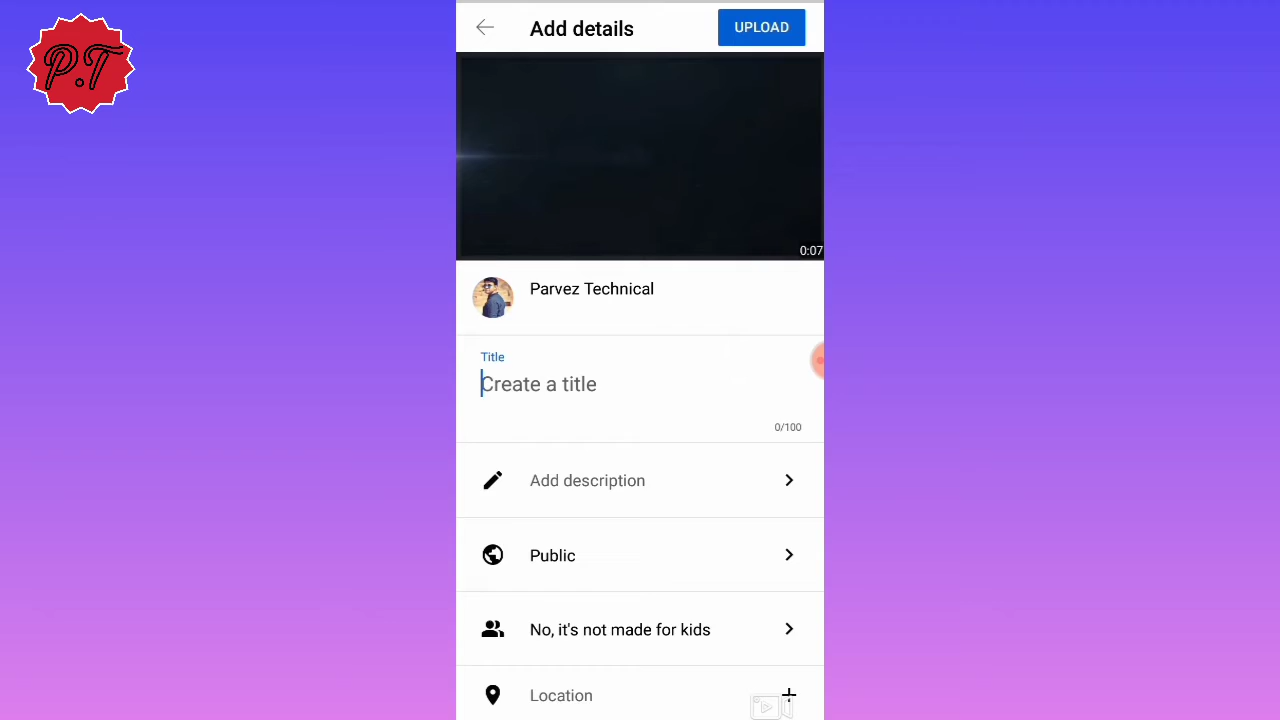 P.T
Add details
UPLOAD
0:07
Parvez Technical
Title
Create a title
0/100
Add description
Public
No, it's not made for kids
Location